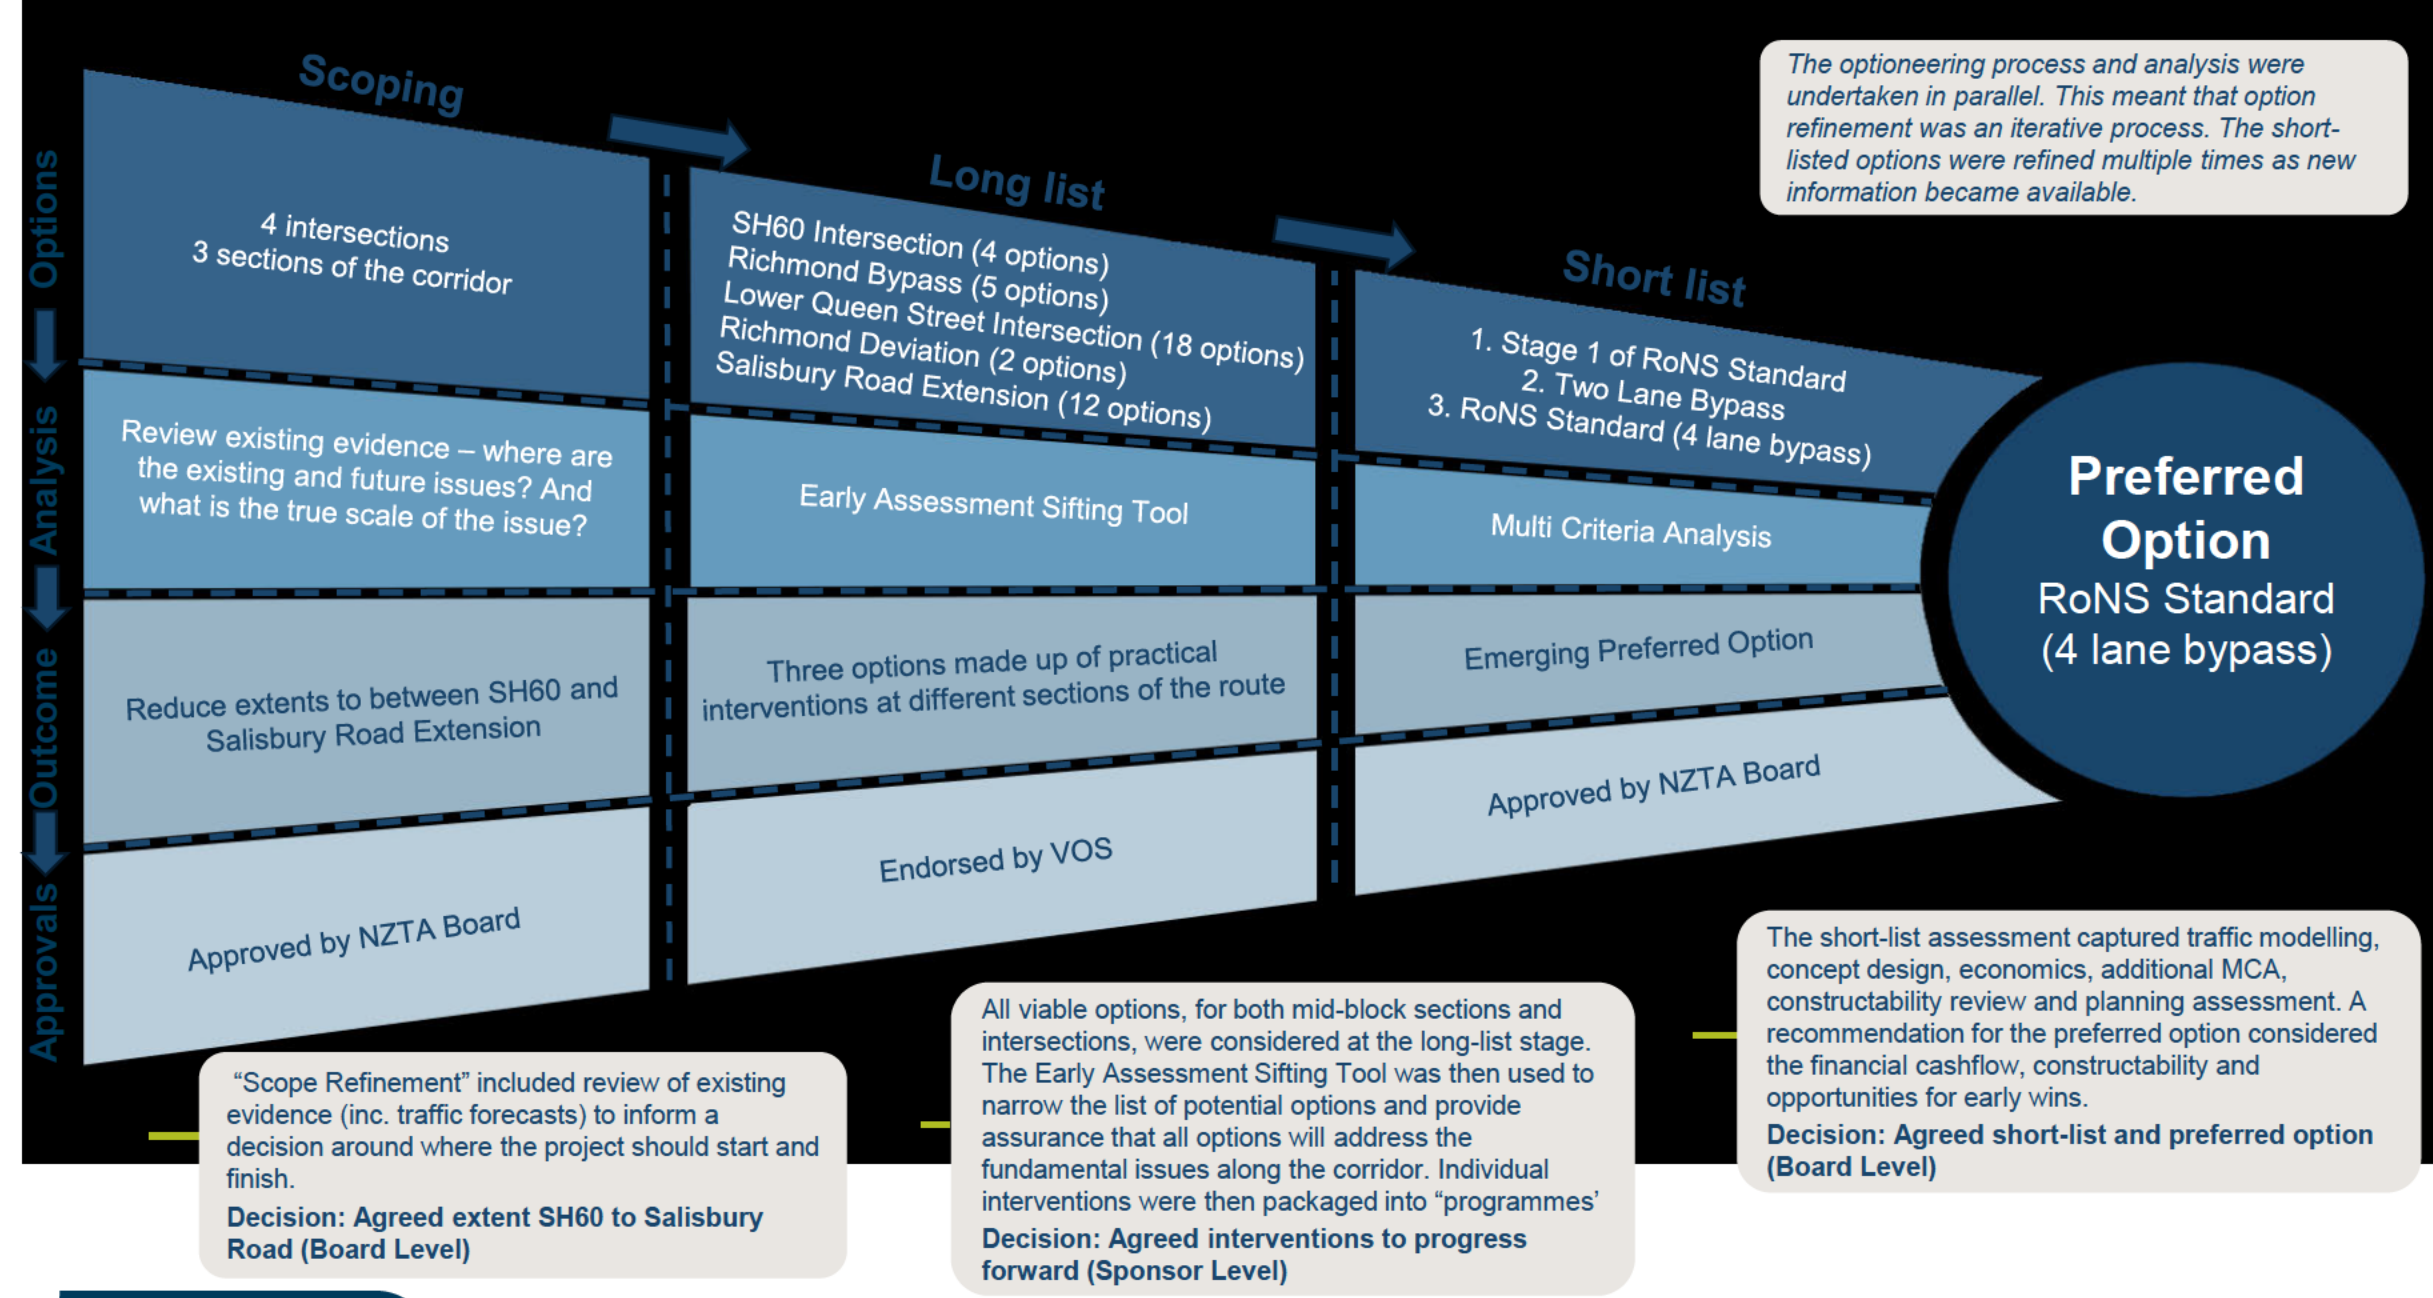 Scoping
Long list
Short list
The optioneering process and analysis were
undertaken in parallel. This meant that option
refinement was an iterative process. The short-
listed options were refined multiple times as new
information became available.
Options
4 intersections
3 sections of the corridor
SH60 Intersection (4 options)
Richmond Bypass (5 options)
Lower Queen Street Intersection (18 options)
Richmond Deviation (2 options)
Salisbury Road Extension (12 options)
1. Stage 1 of RoNS Standard
2. Two Lane Bypass
3. RoNS Standard (4 lane bypass)
Analysis
Review existing evidence – where are
the existing and future issues? And
what is the true scale of the issue?
Early Assessment Sifting Tool
Multi Criteria Analysis
Outcome
Reduce extents to between SH60 and
Salisbury Road Extension
Three options made up of practical
interventions at different sections of the route
Emerging Preferred Option
Approvals
Approved by NZTA Board
Endorsed by VOS
Approved by NZTA Board
Preferred
Option
RoNS Standard
(4 lane bypass)
“Scope Refinement” included review of existing
evidence (inc. traffic forecasts) to inform a
decision around where the project should start and
finish.
Decision: Agreed extent SH60 to Salisbury
Road (Board Level)
All viable options, for both mid-block sections and
intersections, were considered at the long-list stage.
The Early Assessment Sifting Tool was then used to
narrow the list of potential options and provide
assurance that all options will address the
fundamental issues along the corridor. Individual
interventions were then packaged into “programmes’
Decision: Agreed interventions to progress
forward (Sponsor Level)
The short-list assessment captured traffic modelling,
concept design, economics, additional MCA,
constructability review and planning assessment. A
recommendation for the preferred option considered
the financial cashflow, constructability and
opportunities for early wins.
Decision: Agreed short-list and preferred option
(Board Level)